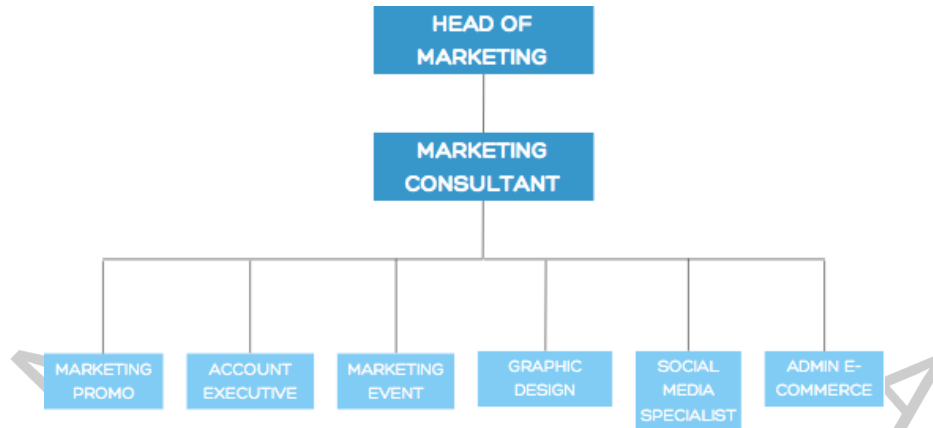 HEAD OF
MARKETING
MARKETING
CONSULTANT
MARKETING
PROMO
ACCOUNT
EXECUTIVE
MARKETING
EVENT
GRAPHIC
DESIGN
SOCIAL
MEDIA
SPECIALIST
ADMIN E-
COMMERCE